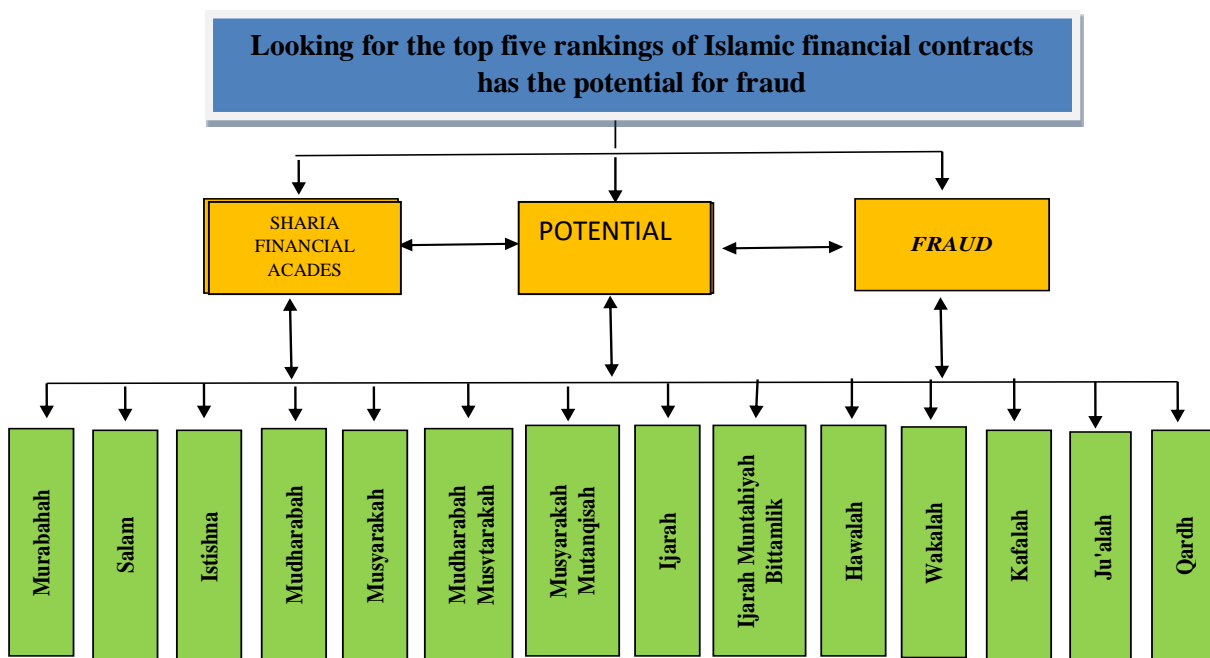 Looking for the top five rankings of Islamic financial contracts
has the potential for fraud
SHARIA
FINANCIAL
ACADES
POTENTIAL
FRAUD
Murabahah
Salam
Istishna
Mudharabah
Musyarakah
Mudharabah
Musvtarakah
Musyarakah
Mutanqisah
Ijarah
Ijarah Muntahiyah
Bittamlik
Hawalah
Wakalah
Kafalah
Ju'alah
Qardh